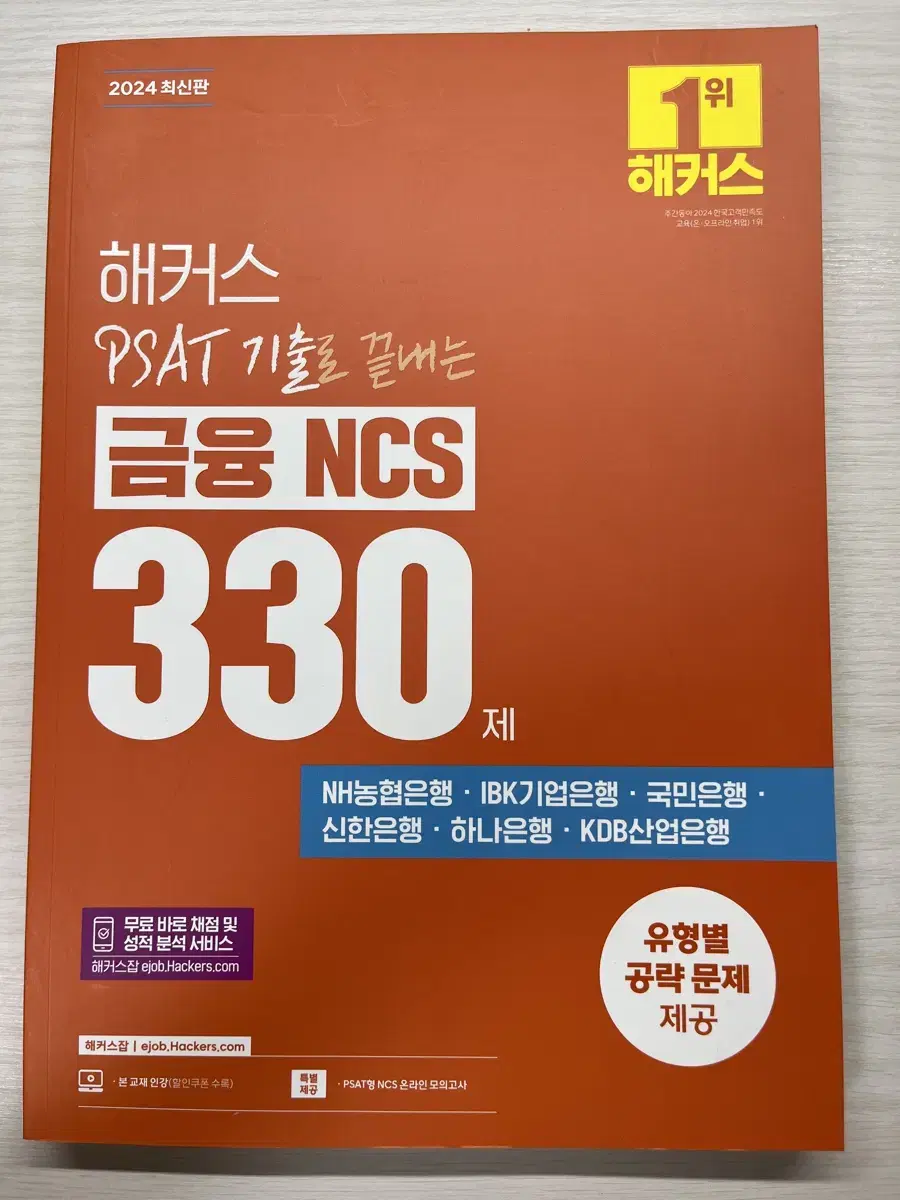 2024 최신판
1위
해커스
주간동아 2024 한국고객만족도
교육(온·오프라인 취업) 1위
해커스
PSAT 기출로 끝내는
금융 NCS
330제
NH농협은행 · IBK기업은행 · 국민은행 ·
신한은행 · 하나은행 · KDB산업은행
무료 바로 채점 및
성적 분석 서비스
해커스잡 ejob.Hackers.com
유형별
공략 문제
제공
해커스잡 | ejob.Hackers.com
· 본 교재 인강(할인쿠폰 수록)
특별
제공
· PSAT형 NCS 온라인 모의고사